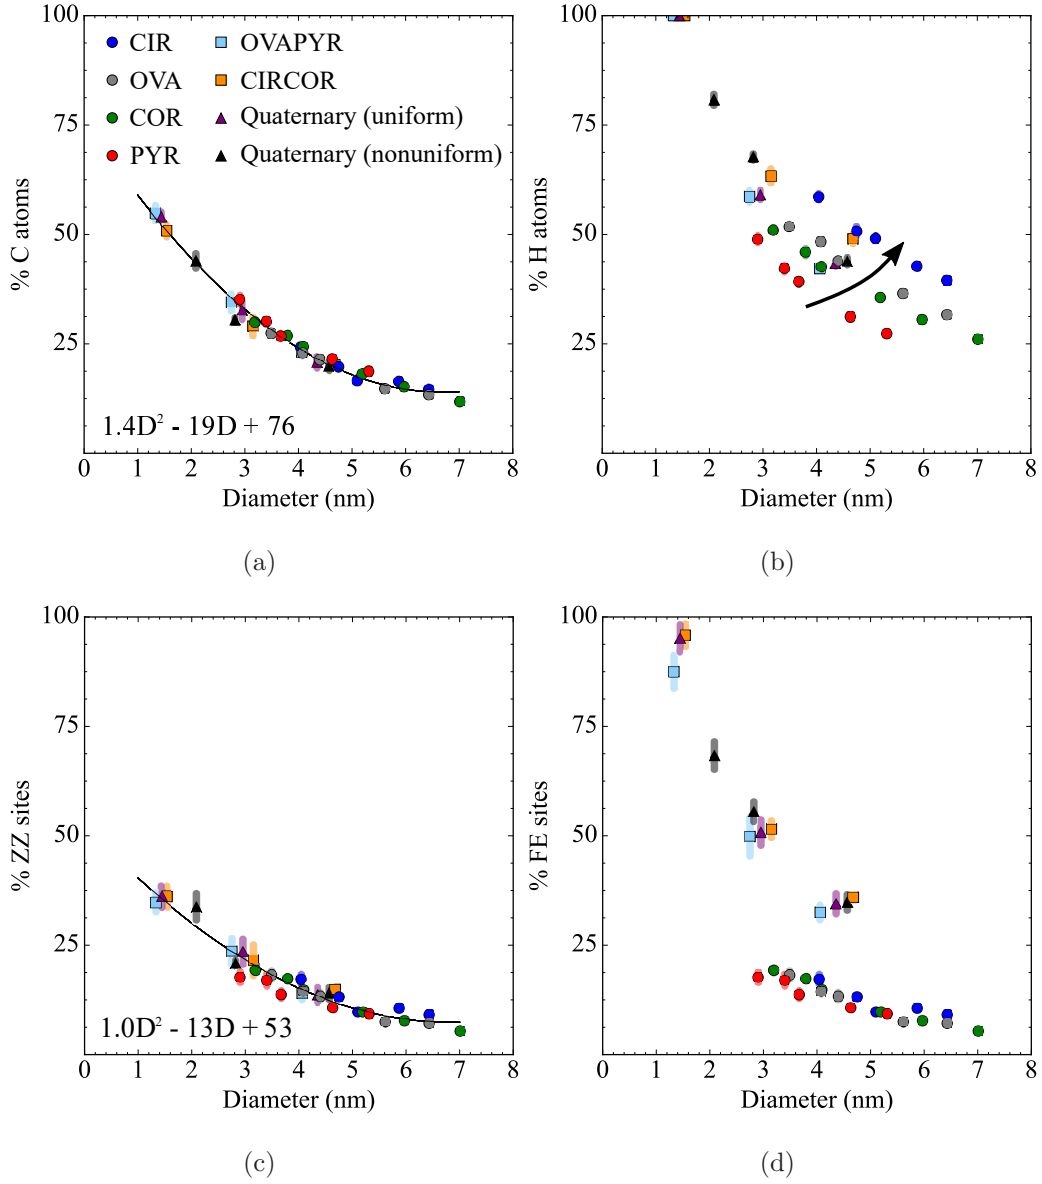 100
75
50
25
% C atoms
CIR
OVA
COR
PYR
OVAPYR
CIRCOR
Quaternary (uniform)
Quaternary (nonuniform)
1.4D² - 19D + 76
0 1 2 3 4 5 6 7 8
Diameter (nm)
(a)
100
75
50
25
% H atoms
0 1 2 3 4 5 6 7 8
Diameter (nm)
(b)
100
75
50
25
% ZZ sites
1.0D² - 13D + 53
0 1 2 3 4 5 6 7 8
Diameter (nm)
(c)
100
75
50
25
% FE sites
0 1 2 3 4 5 6 7 8
Diameter (nm)
(d)